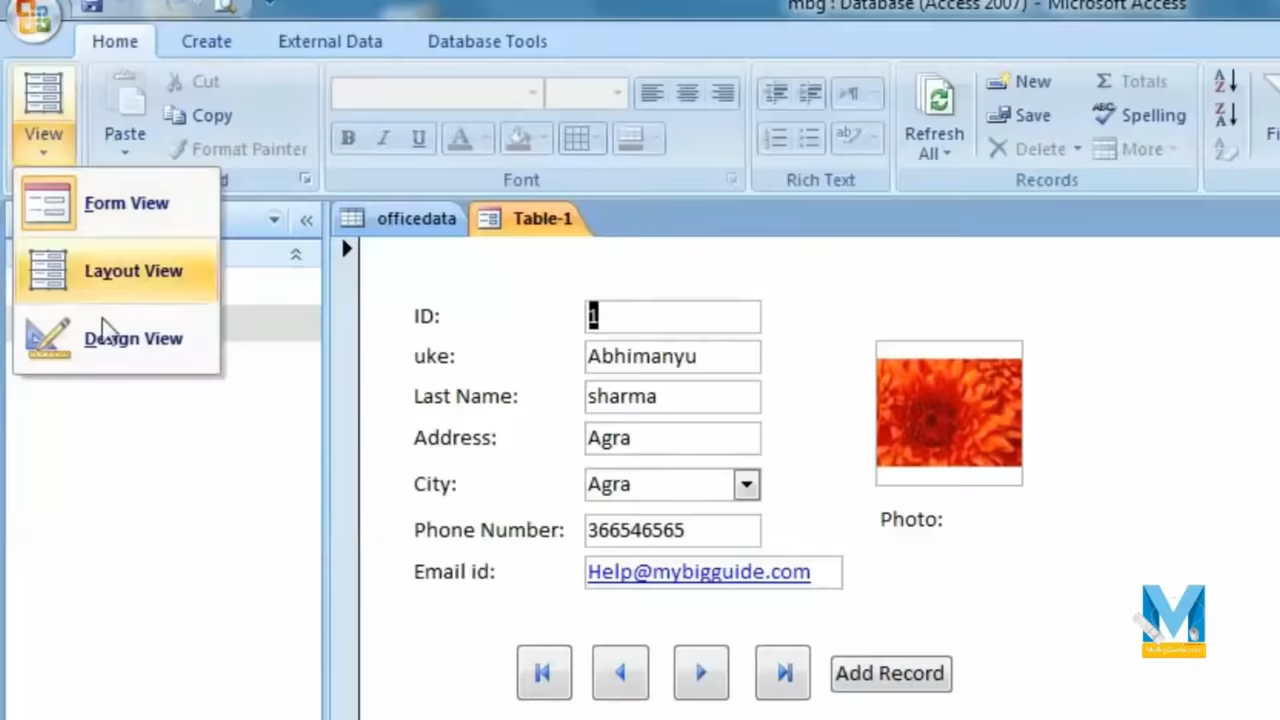 mbg : Database (Access 2007) - Microsoft Access
Home Create External Data Database Tools
View
Paste
Cut
Copy
Format Painter
B I U A
Font
ab
Rich Text
Refresh All
New
Save
Delete
Σ Totals
ABC Spelling
More
Records
A Z
Z A
Form View
Layout View
Design View
officedata
Table-1
ID: 1
uke: Abhimanyu
Last Name: sharma
Address: Agra
City: Agra
Phone Number: 366546565
Email id: Help@mybigguide.com
Photo:
Add Record
M